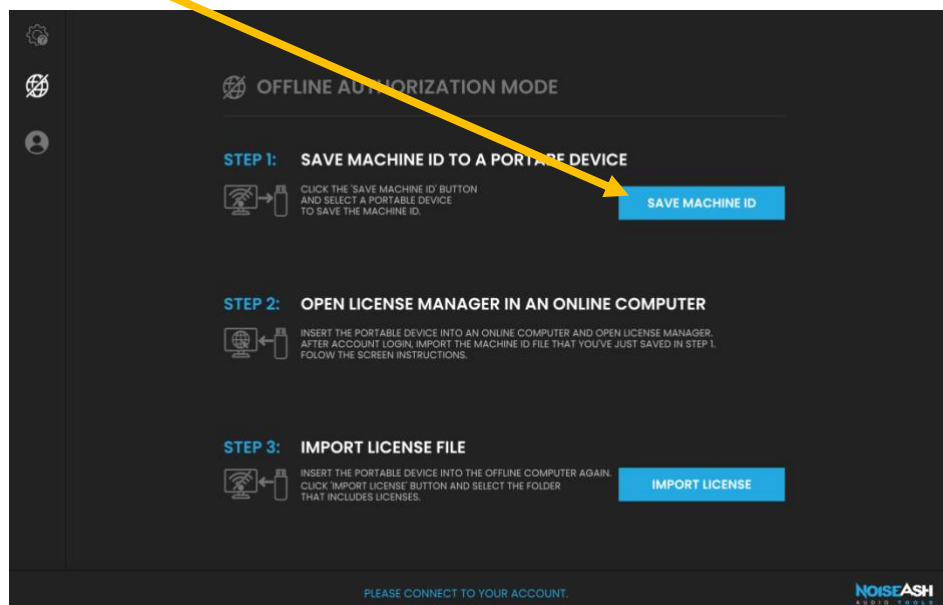 OFFLINE AUTHORIZATION MODE
STEP 1: SAVE MACHINE ID TO A PORTABE DEVICE
CLICK THE 'SAVE MACHINE ID' BUTTON
AND SELECT A PORTABLE DEVICE
TO SAVE THE MACHINE ID.
SAVE MACHINE ID
STEP 2: OPEN LICENSE MANAGER IN AN ONLINE COMPUTER
INSERT THE PORTABLE DEVICE INTO AN ONLINE COMPUTER AND OPEN LICENSE MANAGER.
AFTER ACCOUNT LOGIN, IMPORT THE MACHINE ID FILE THAT YOU'VE JUST SAVED IN STEP 1.
FOLOW THE SCREEN INSTRUCTIONS.
STEP 3: IMPORT LICENSE FILE
INSERT THE PORTABLE DEVICE INTO THE OFFLINE COMPUTER AGAIN.
CLICK 'IMPORT LICENSE' BUTTON AND SELECT THE FOLDER
THAT INCLUDES LICENSES.
IMPORT LICENSE
PLEASE CONNECT TO YOUR ACCOUNT.
NOISEASH
AUDIO TOOLS